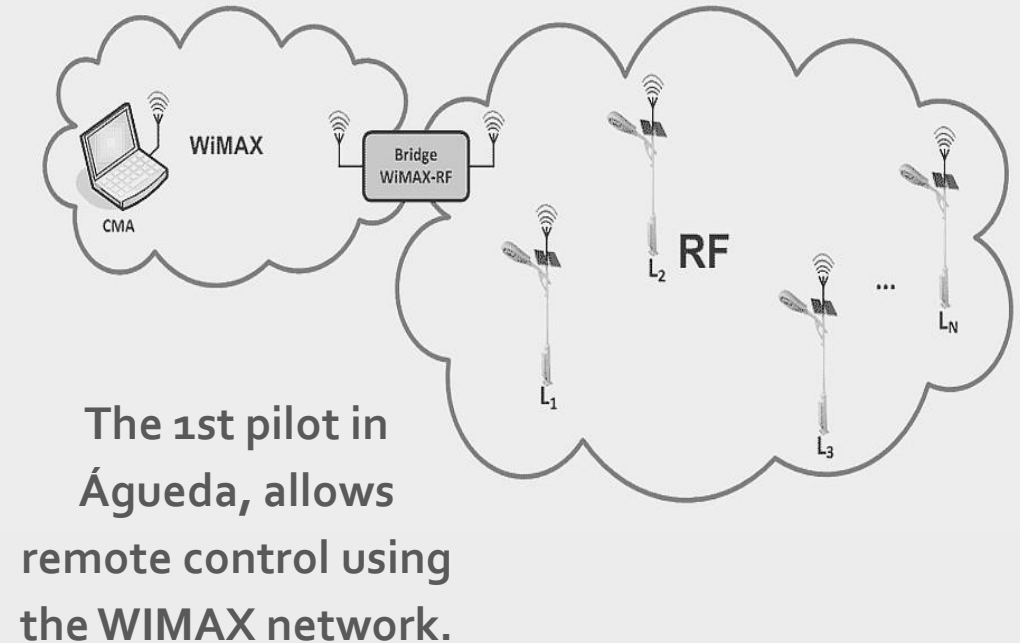 WiMAX
CMA
Bridge
WiMAX-RF
RF
L1
L2
L3
...
LN
The 1st pilot in
Águeda, allows
remote control using
the WIMAX network.